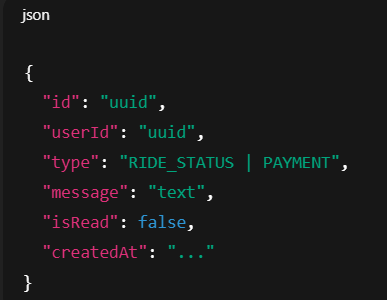 json
{
  "id": "uuid",
  "userId": "uuid",
  "type": "RIDE_STATUS | PAYMENT",
  "message": "text",
  "isRead": false,
  "createdAt": "..."
}